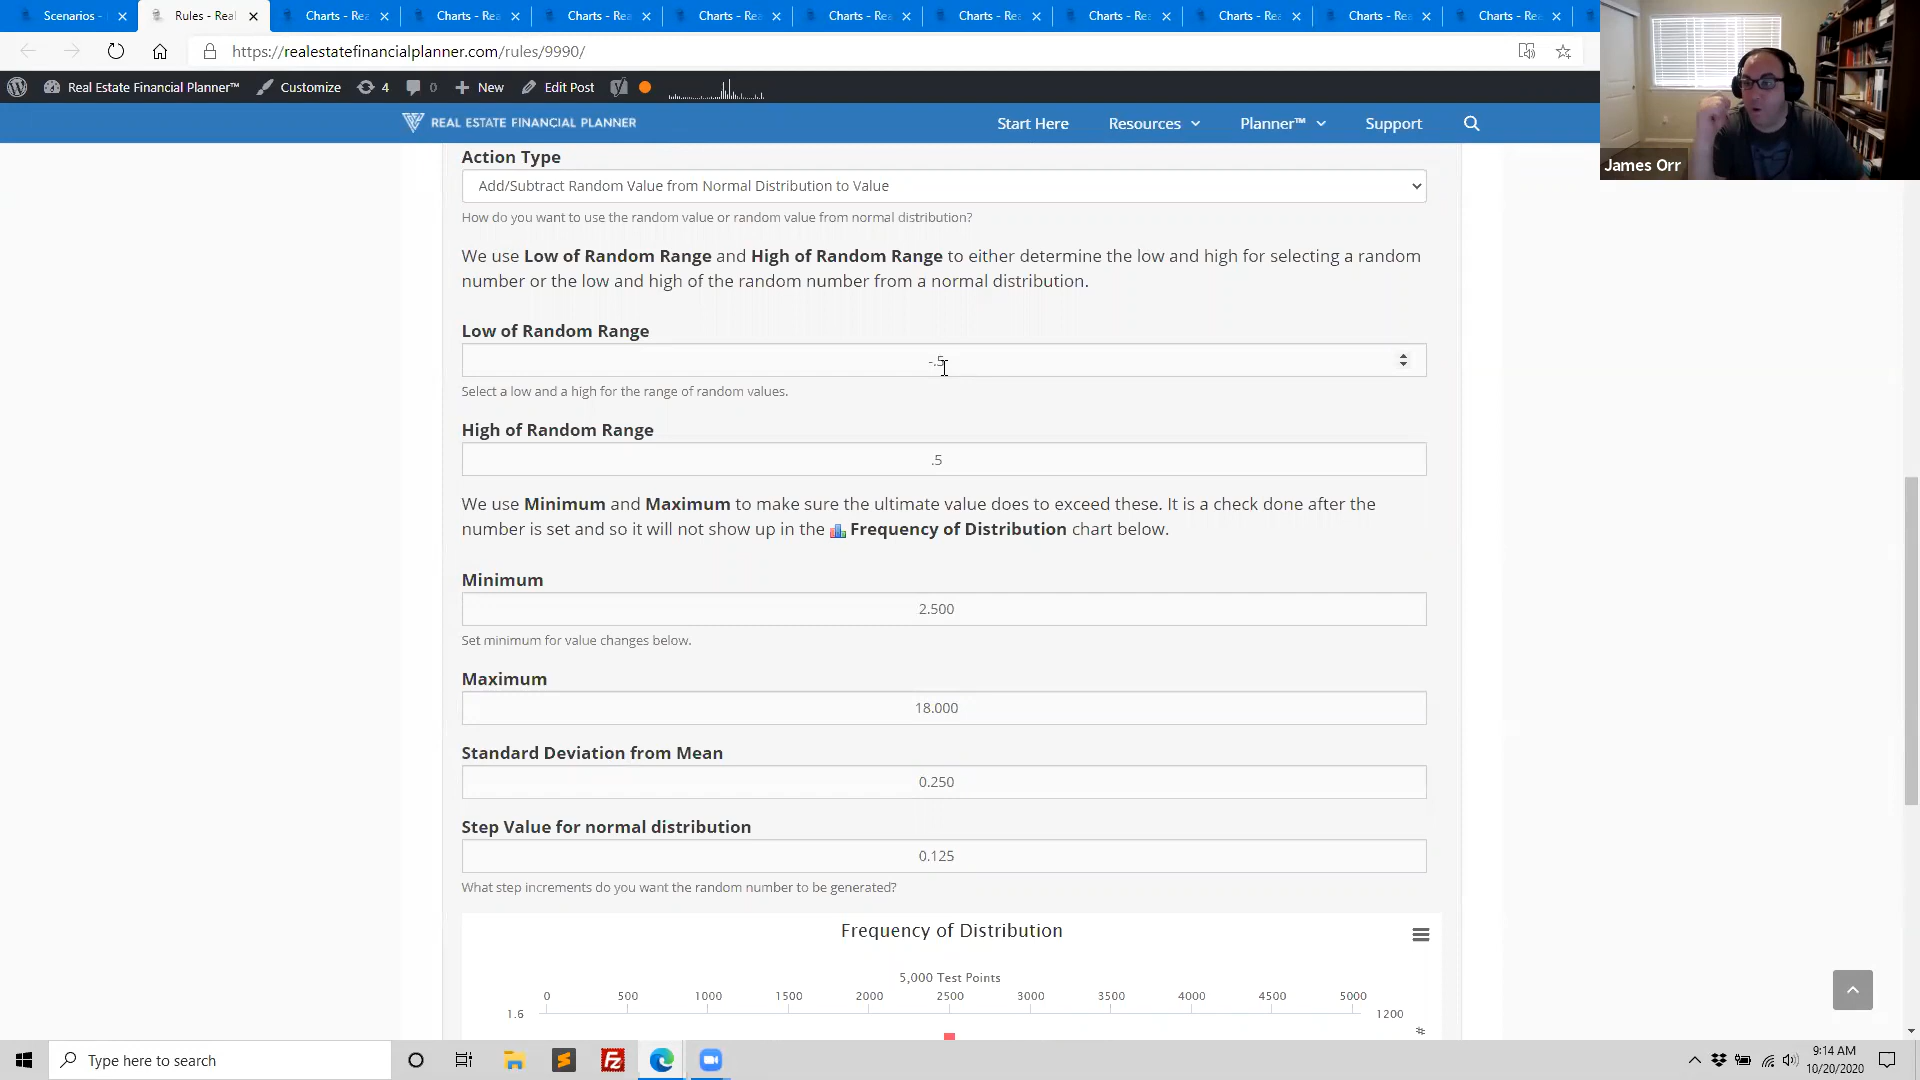 Scenarios -
Rules - Real
Charts - Rea
Charts - Rea
Charts - Rea
Charts - Rea
Charts - Rea
Charts - Rea
Charts - Rea
Charts - Rea
Charts - Rea
Charts - Rea
https://realestatefinancialplanner.com/rules/9990/
Real Estate Financial Planner™
Customize
4
0
New
Edit Post
REAL ESTATE FINANCIAL PLANNER
Start Here
Resources
Planner™
Support
James Orr
Action Type
Add/Subtract Random Value from Normal Distribution to Value
How do you want to use the random value or random value from normal distribution?
We use Low of Random Range and High of Random Range to either determine the low and high for selecting a random
number or the low and high of the random number from a normal distribution.
Low of Random Range
-.5
Select a low and a high for the range of random values.
High of Random Range
.5
We use Minimum and Maximum to make sure the ultimate value does to exceed these. It is a check done after the
number is set and so it will not show up in the Frequency of Distribution chart below.
Minimum
2.500
Set minimum for value changes below.
Maximum
18.000
Standard Deviation from Mean
0.250
Step Value for normal distribution
0.125
What step increments do you want the random number to be generated?
Frequency of Distribution
5,000 Test Points
0 500 1000 1500 2000 2500 3000 3500 4000 4500 5000
1.6 1200
#
Type here to search
9:14 AM
10/20/2020